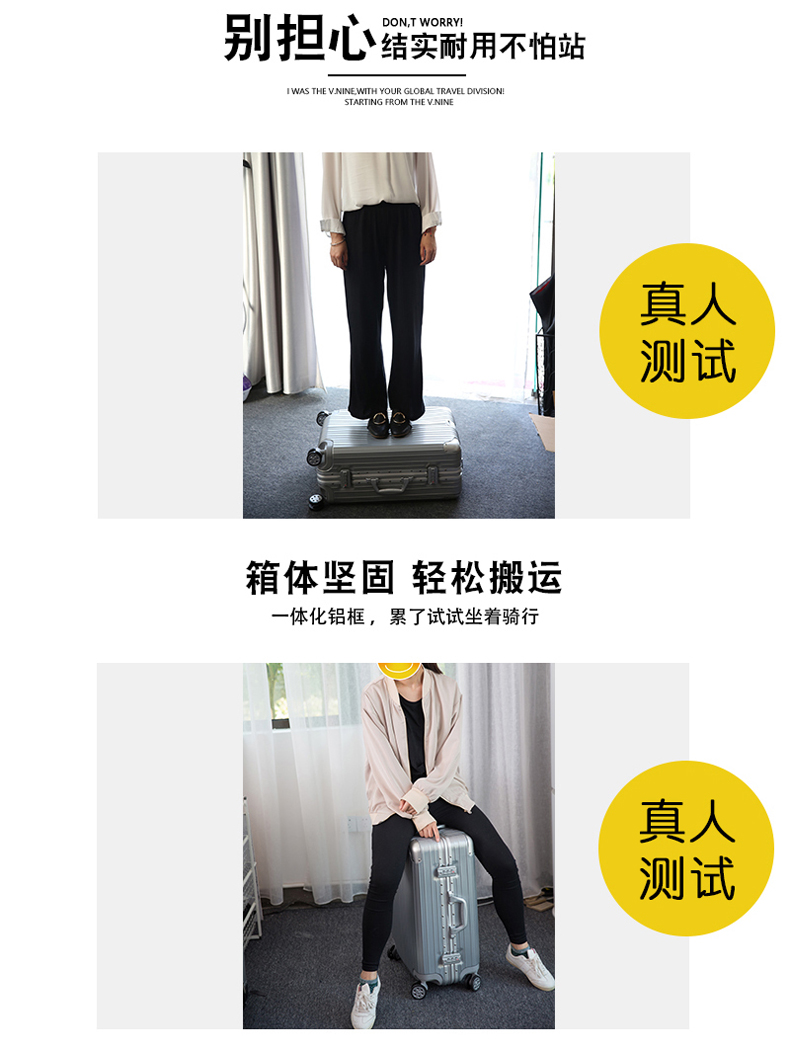 别担心
DON,T WORRY!
结实耐用不怕站
I WAS THE V.NINE,WITH YOUR GLOBAL TRAVEL DIVISION!
STARTING FROM THE V.NINE
真人
测试
箱体坚固 轻松搬运
一体化铝框，累了试试坐着骑行
真人
测试